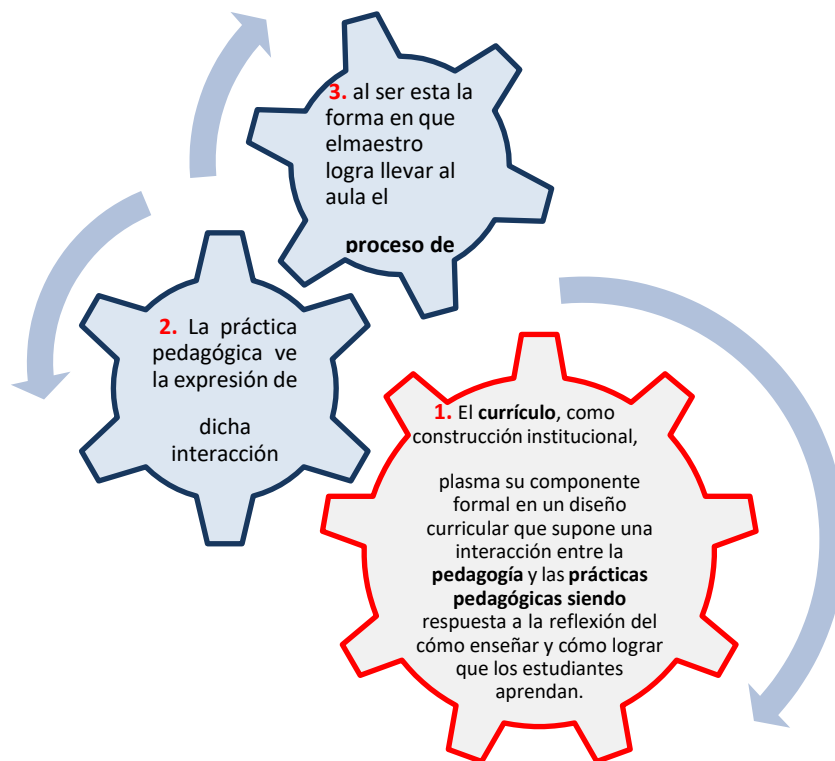 3. al ser esta la
forma en que
elmaestro
logra llevar al
aula el
proceso de
2. La práctica
pedagógica ve
la expresión de
dicha
interacción
1. El currículo, como
construcción institucional,
plasma su componente
formal en un diseño
curricular que supone una
interacción entre la
pedagogía y las prácticas
pedagógicas siendo
respuesta a la reflexión del
cómo enseñar y cómo lograr
que los estudiantes
aprendan.